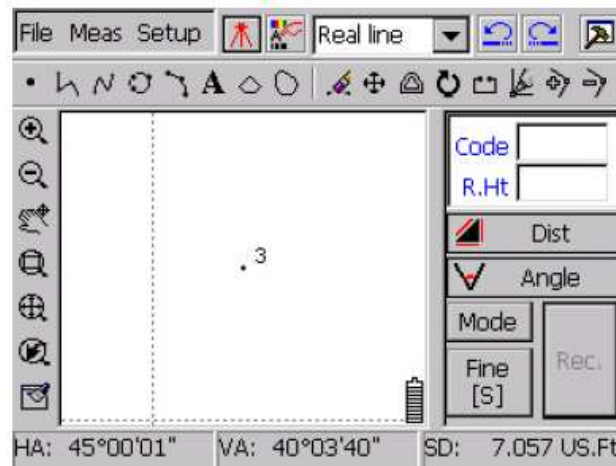 File Meas Setup Real line
A
Code
R.Ht
3
Dist
Angle
Mode
Fine
[S]
Rec.
HA: 45°00'01" VA: 40°03'40" SD: 7.057 US.Ft